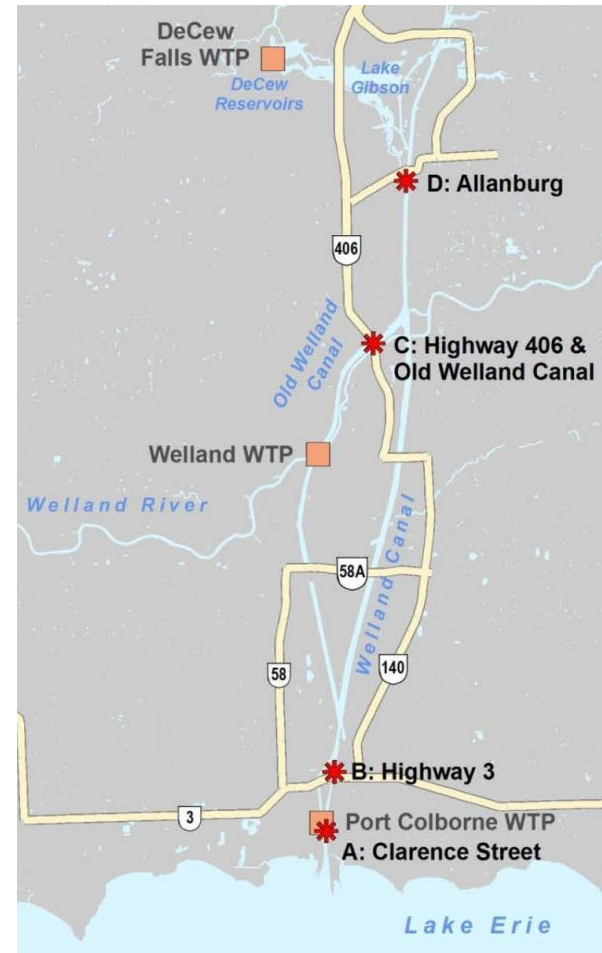 DeCew
Falls WTP
DeCew
Reservoirs
Lake
Gibson
D: Allanburg
406
Old Welland
Canal
C: Highway 406 &
Old Welland Canal
Welland WTP
Welland River
Welland Canal
58A
58
140
B: Highway 3
3
Port Colborne WTP
A: Clarence Street
Lake Erie